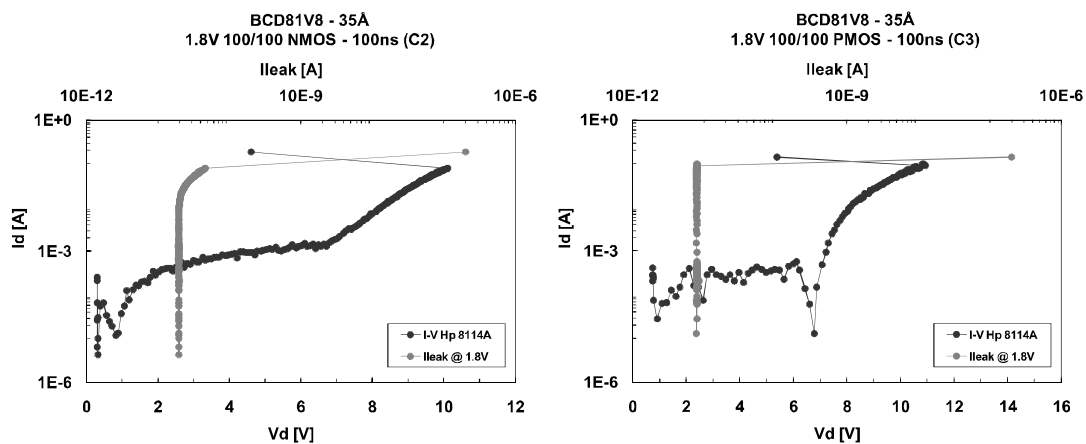 BCD81V8 - 35Å
1.8V 100/100 NMOS - 100ns (C2)
Ileak [A]
10E-12 10E-9 10E-6
1E+0
1E-3
1E-6
Id [A]
I-V Hp 8114A
Ileak @ 1.8V
0 2 4 6 8 10 12
Vd [V]
BCD81V8 - 35Å
1.8V 100/100 PMOS - 100ns (C3)
Ileak [A]
10E-12 10E-9 10E-6
1E+0
1E-3
1E-6
Id [A]
I-V Hp 8114A
Ileak @ 1.8V
0 2 4 6 8 10 12 14 16
Vd [V]